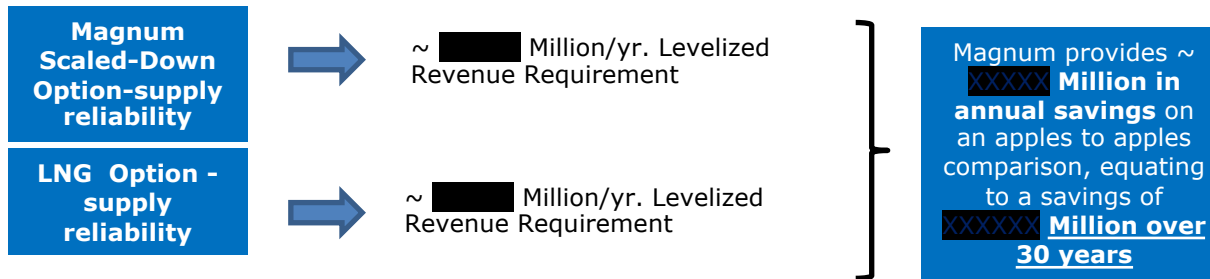 Magnum
Scaled-Down
Option-supply
reliability
~ Million/yr. Levelized
Revenue Requirement
LNG Option -
supply
reliability
~ Million/yr. Levelized
Revenue Requirement
Magnum provides ~
XXXXX Million in
annual savings on
an apples to apples
comparison, equating
to a savings of
XXXXXX Million over
30 years